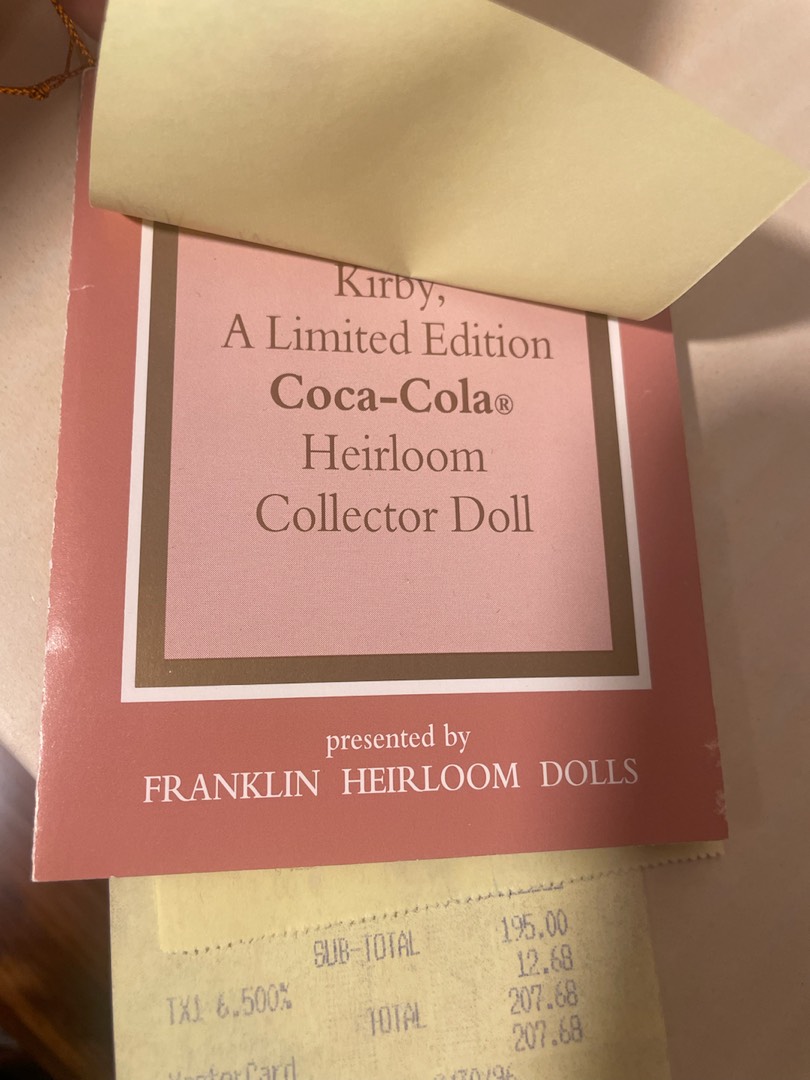 Kirby,
A Limited Edition
Coca-Cola®
Heirloom
Collector Doll
presented by
FRANKLIN HEIRLOOM DOLLS
SUB-TOTAL 195.00
TX1 6.500% 12.68
TOTAL 207.68
MasterCard 207.68